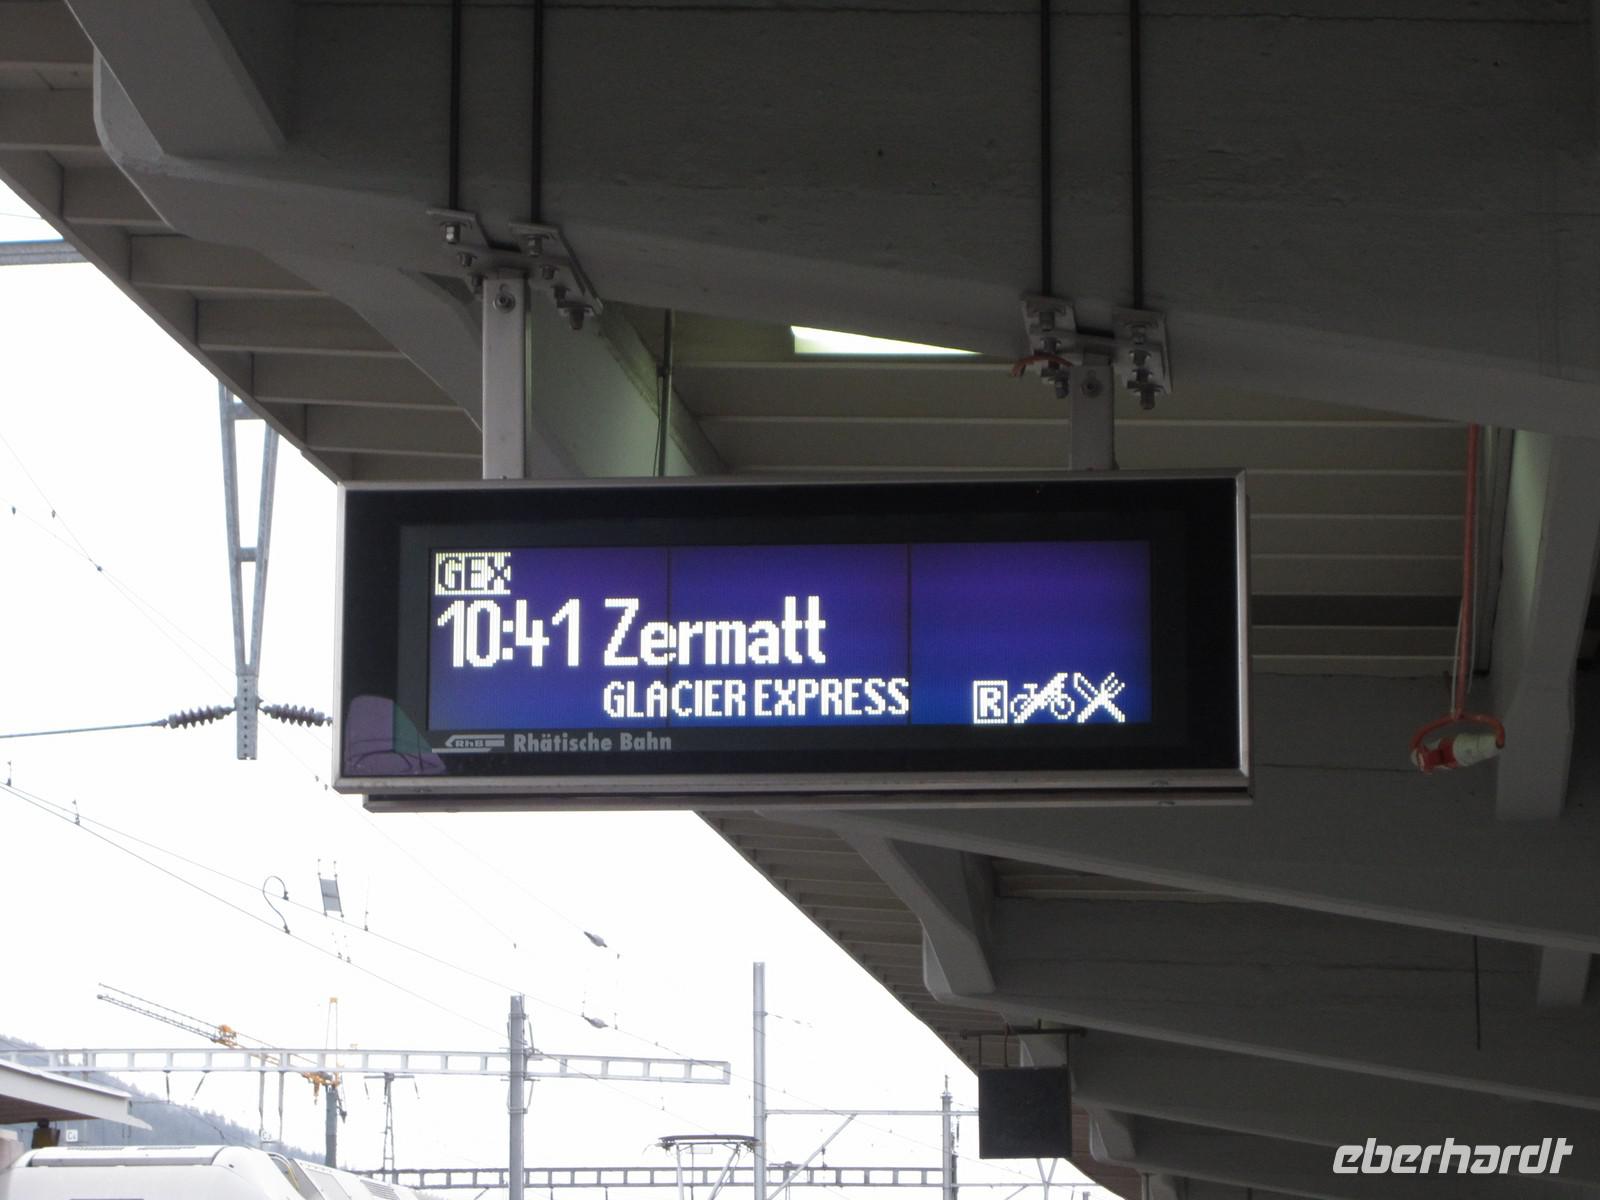 GEX
10:41 Zermatt
GLACIER EXPRESS
R
RhB Rhätische Bahn
eberhardt